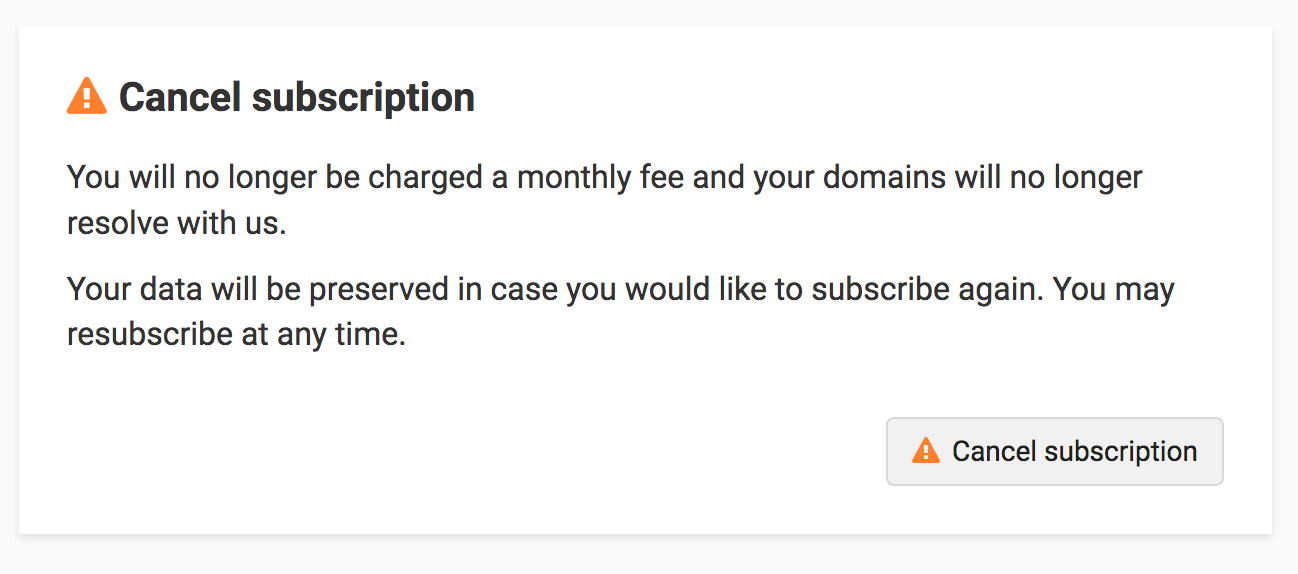 Cancel subscription
You will no longer be charged a monthly fee and your domains will no longer
resolve with us.
Your data will be preserved in case you would like to subscribe again. You may
resubscribe at any time.
Cancel subscription